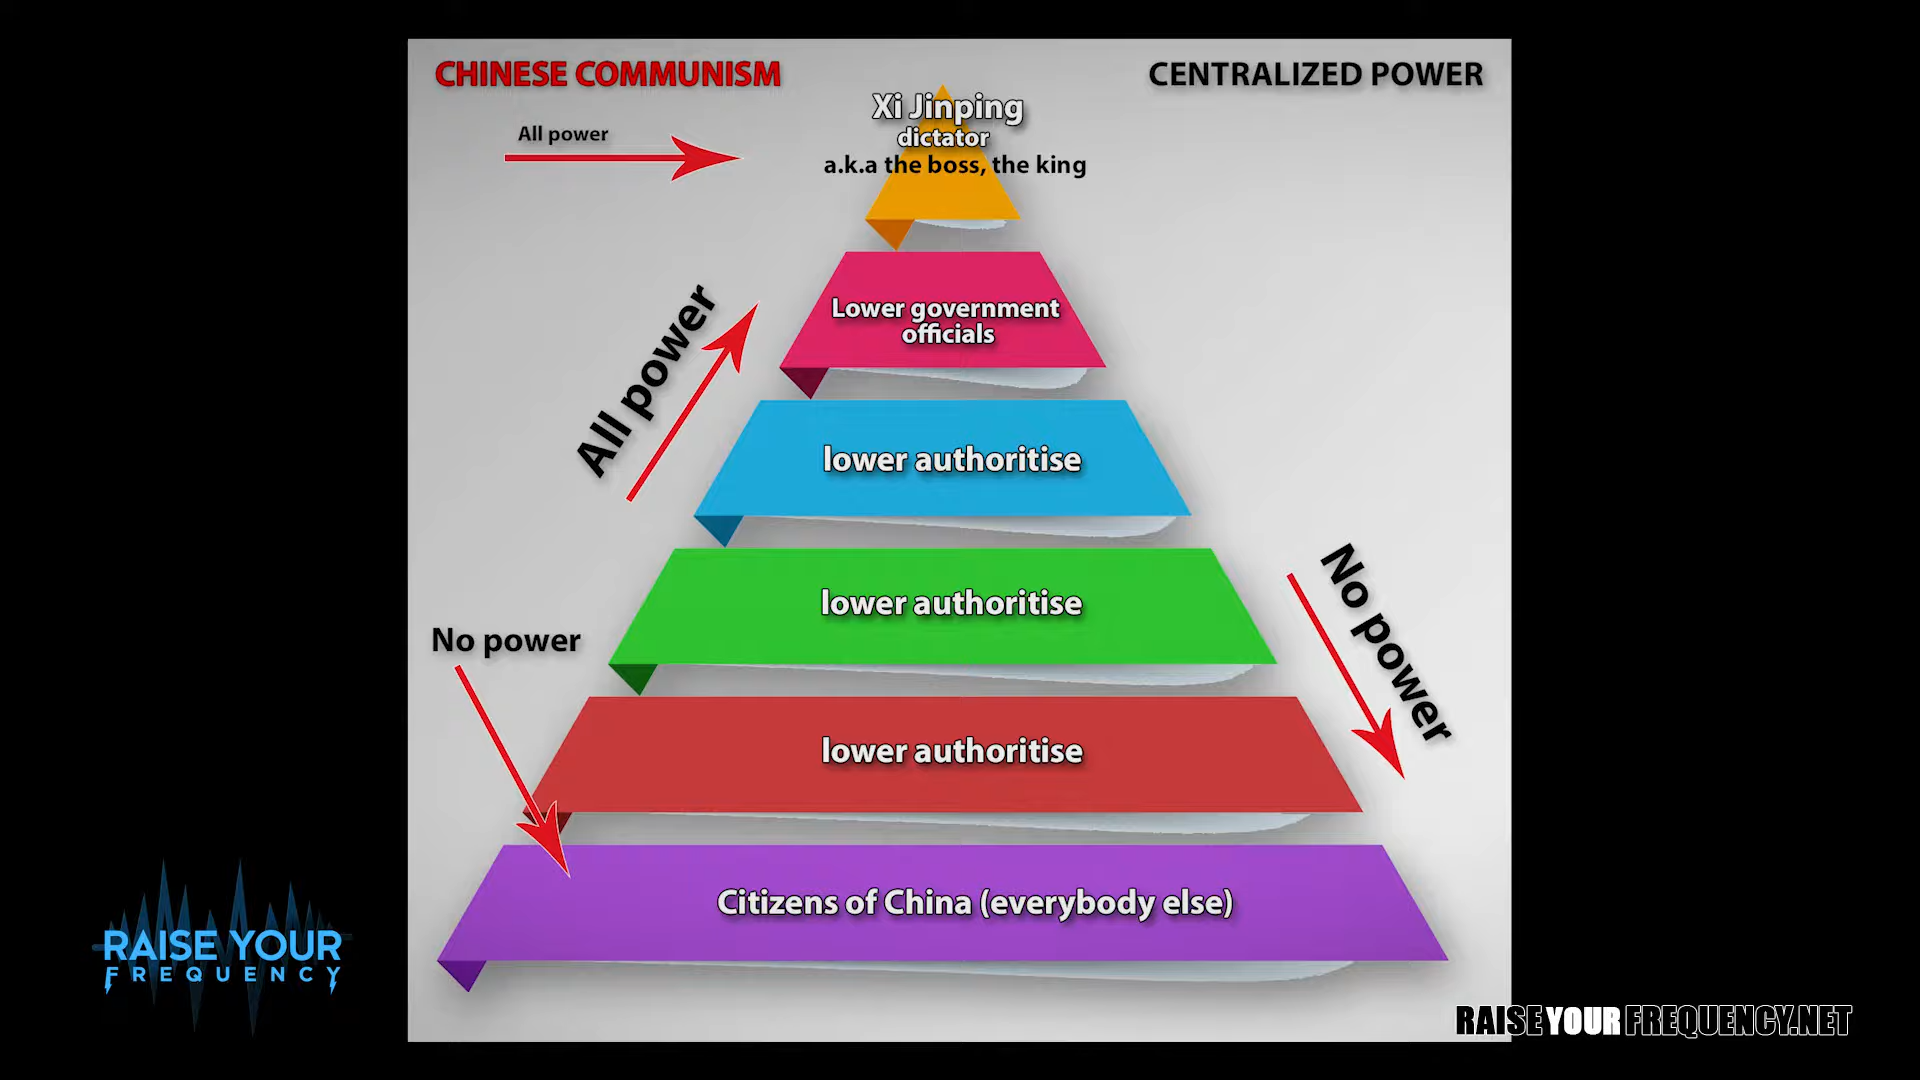 CHINESE COMMUNISM
CENTRALIZED POWER
All power
Xi Jinping
dictator
a.k.a the boss, the king
Lower government
officials
All power
lower authoritise
lower authoritise
No power
No power
lower authoritise
Citizens of China (everybody else)
RAISE YOUR
FREQUENCY
RAISEYOURFREQUENCY.NET